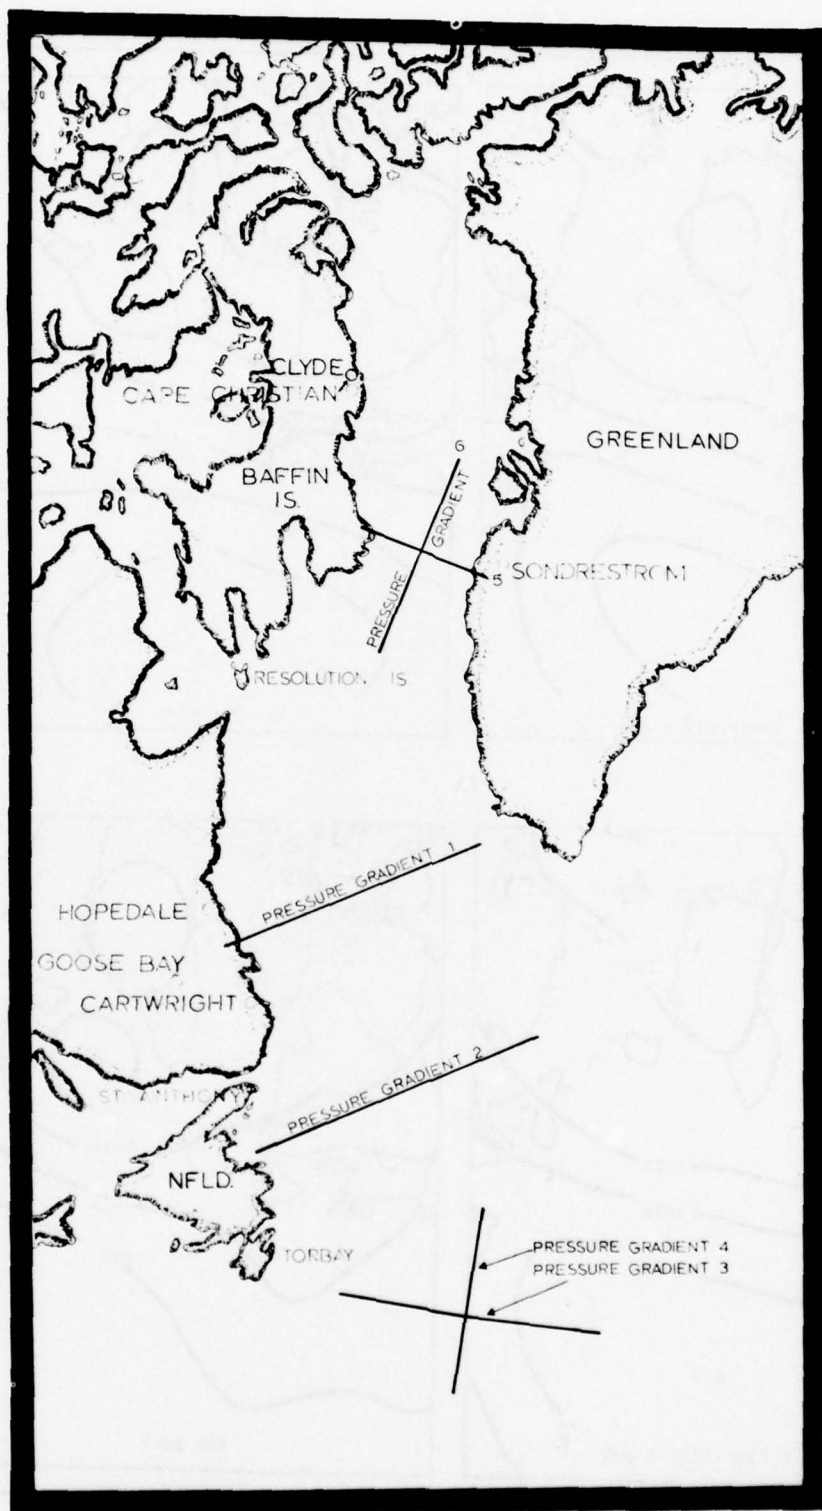 CLYDE
CAPE CHRISTIAN
GREENLAND
6
BAFFIN
IS.
PRESSURE GRADIENT
5
SONDRESTROM
RESOLUTION IS
PRESSURE GRADIENT 1
HOPEDALE
GOOSE BAY
CARTWRIGHT
PRESSURE GRADIENT 2
ST. ANTHONY
NFLD.
TORBAY
PRESSURE GRADIENT 4
PRESSURE GRADIENT 3